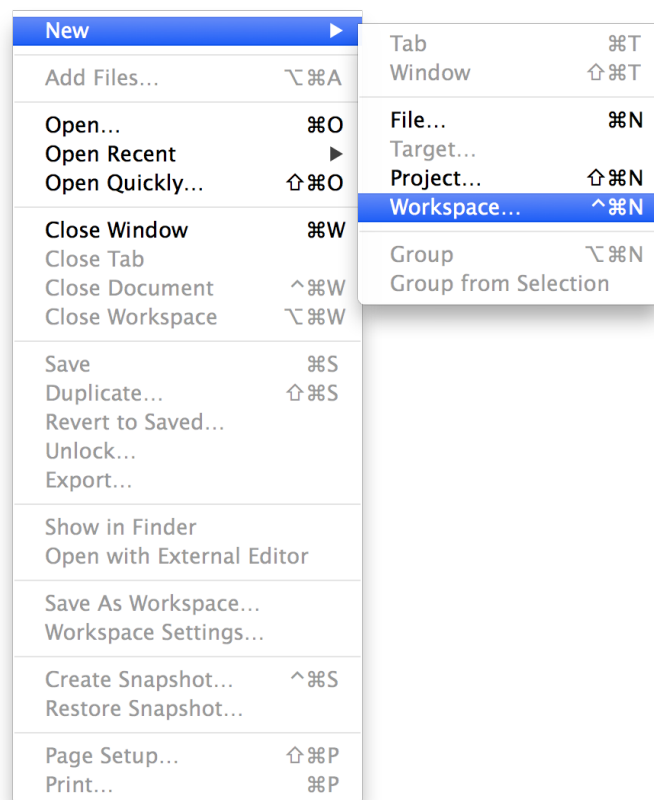 New ▶
Add Files... ⌥⌘A
Open... ⌘O
Open Recent ▶
Open Quickly... ⇧⌘O
Close Window ⌘W
Close Tab
Close Document ^⌘W
Close Workspace ⌥⌘W
Save ⌘S
Duplicate... ⇧⌘S
Revert to Saved...
Unlock...
Export...
Show in Finder
Open with External Editor
Save As Workspace...
Workspace Settings...
Create Snapshot... ^⌘S
Restore Snapshot...
Page Setup... ⇧⌘P
Print... ⌘P
Tab ⌘T
Window ⇧⌘T
File... ⌘N
Target...
Project... ⇧⌘N
Workspace... ^⌘N
Group ⌥⌘N
Group from Selection